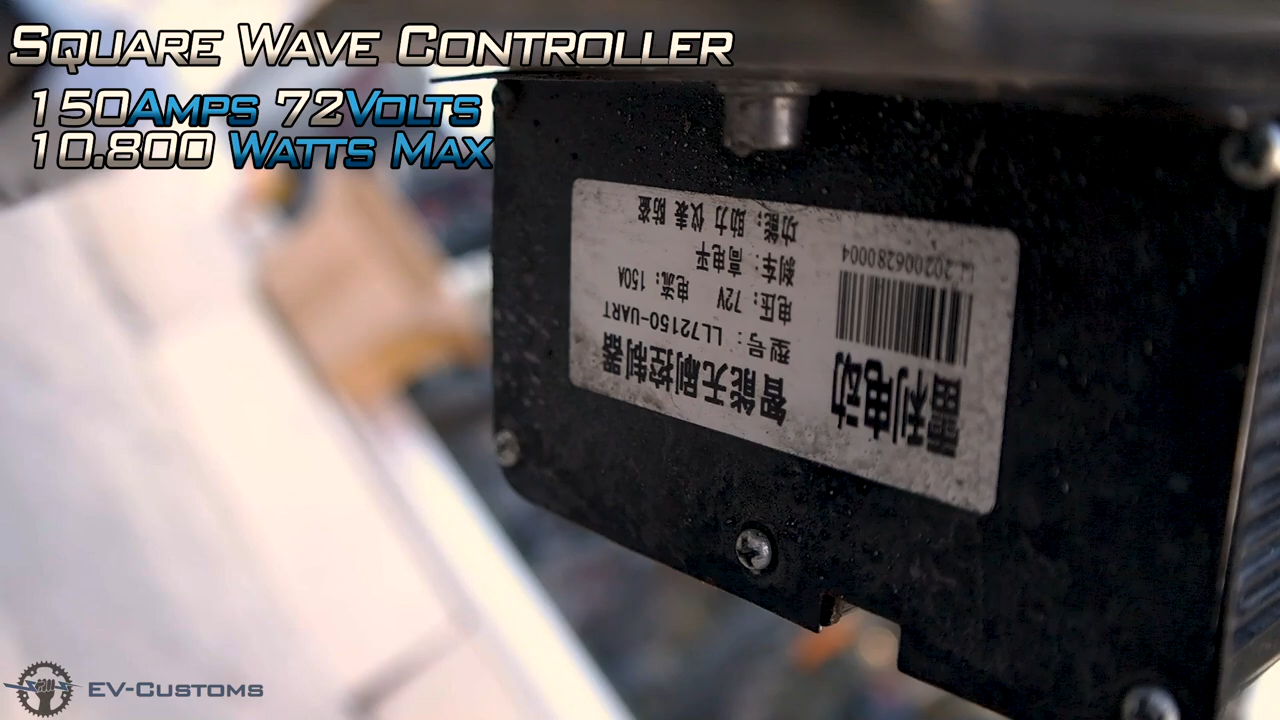 Square Wave Controller
150Amps 72Volts
10.800 Watts Max
雷利电动
LL202006280004
智能无刷控制器
型号：LL72150-UART
电压：72V 电流：150A
刹车：高电平
功能：助力 仪表 防盗
EV-Customs